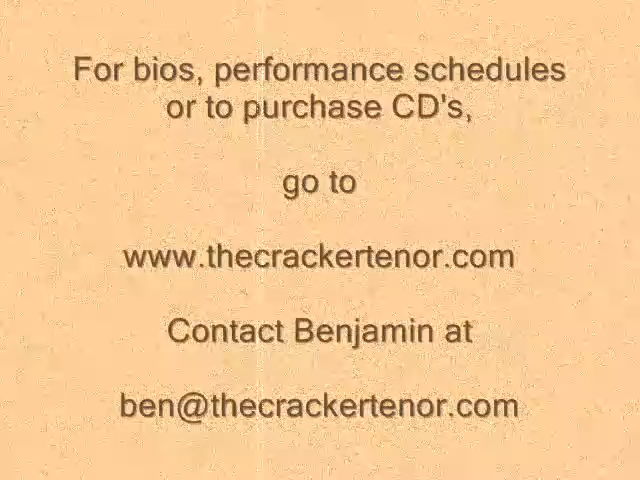 For bios, performance schedules
or to purchase CD's,
go to
www.thecrackertenor.com
Contact Benjamin at
ben@thecrackertenor.com